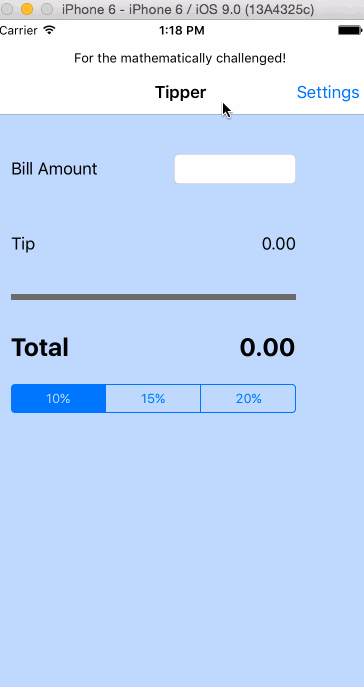 iPhone 6 - iPhone 6 / iOS 9.0 (13A4325c)
Carrier 1:18 PM
For the mathematically challenged!
Tipper Settings
Bill Amount
Tip 0.00
Total 0.00
10% 15% 20%